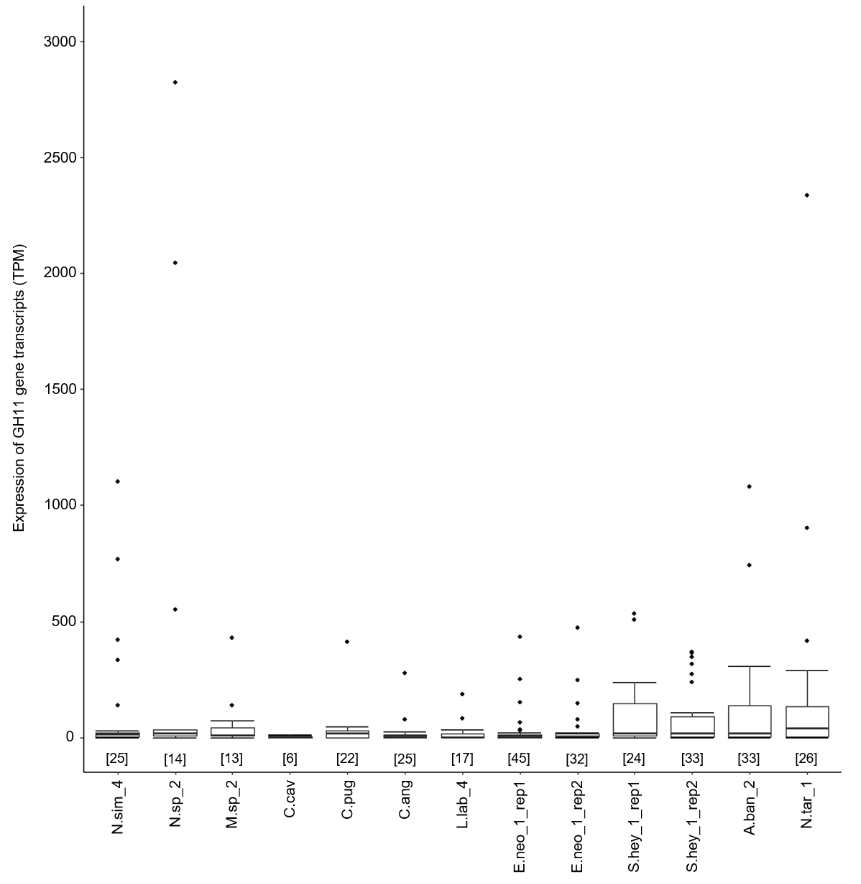 Expression of GH11 gene transcripts (TPM)
3000
2500
2000
1500
1000
500
0
[25] [14] [13] [6] [22] [25] [17] [45] [32] [24] [33] [33] [26]
N.sim_4
N.sp_2
M.sp_2
C.cav
C.pug
C.ang
L.lab_4
E.neo_1_rep1
E.neo_1_rep2
S.hey_1_rep1
S.hey_1_rep2
A.ban_2
N.tar_1